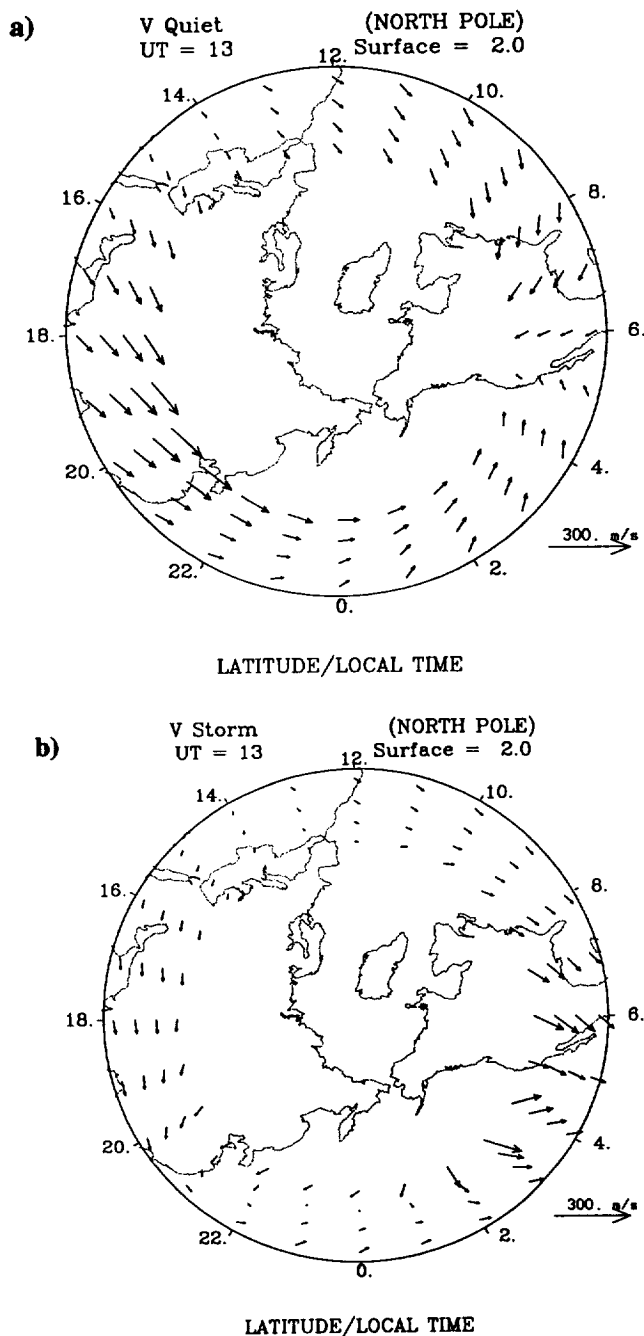 a)
V Quiet (NORTH POLE)
UT = 13 Surface = 2.0
12.
14. 10.
16. 8.
18. 6.
20. 4.
300. m/s
22. 2.
0.
LATITUDE/LOCAL TIME
b)
V Storm (NORTH POLE)
UT = 13 Surface = 2.0
12.
14. 10.
16. 8.
18. 6.
20. 4.
300. m/s
22. 2.
0.
LATITUDE/LOCAL TIME